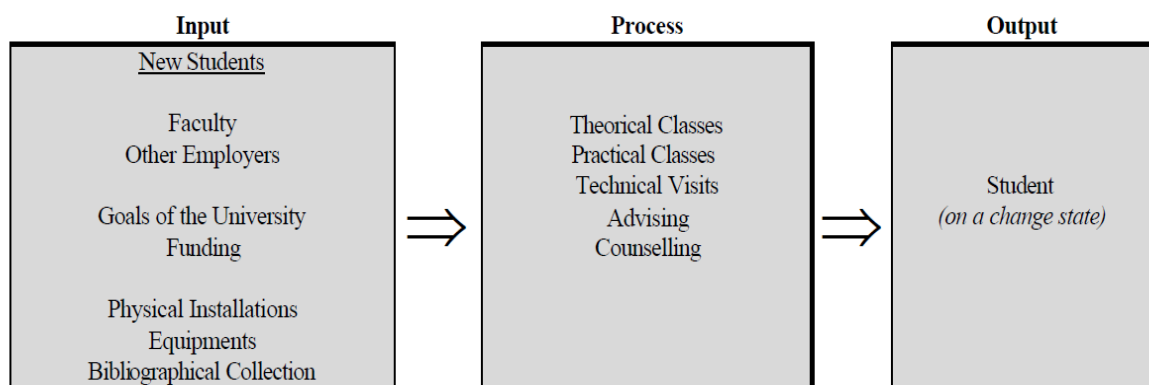 Input
New Students
Faculty
Other Employers
Goals of the University
Funding
Physical Installations
Equipments
Bibliographical Collection
Process
Theorical Classes
Practical Classes
Technical Visits
Advising
Counselling
Output
Student
(on a change state)